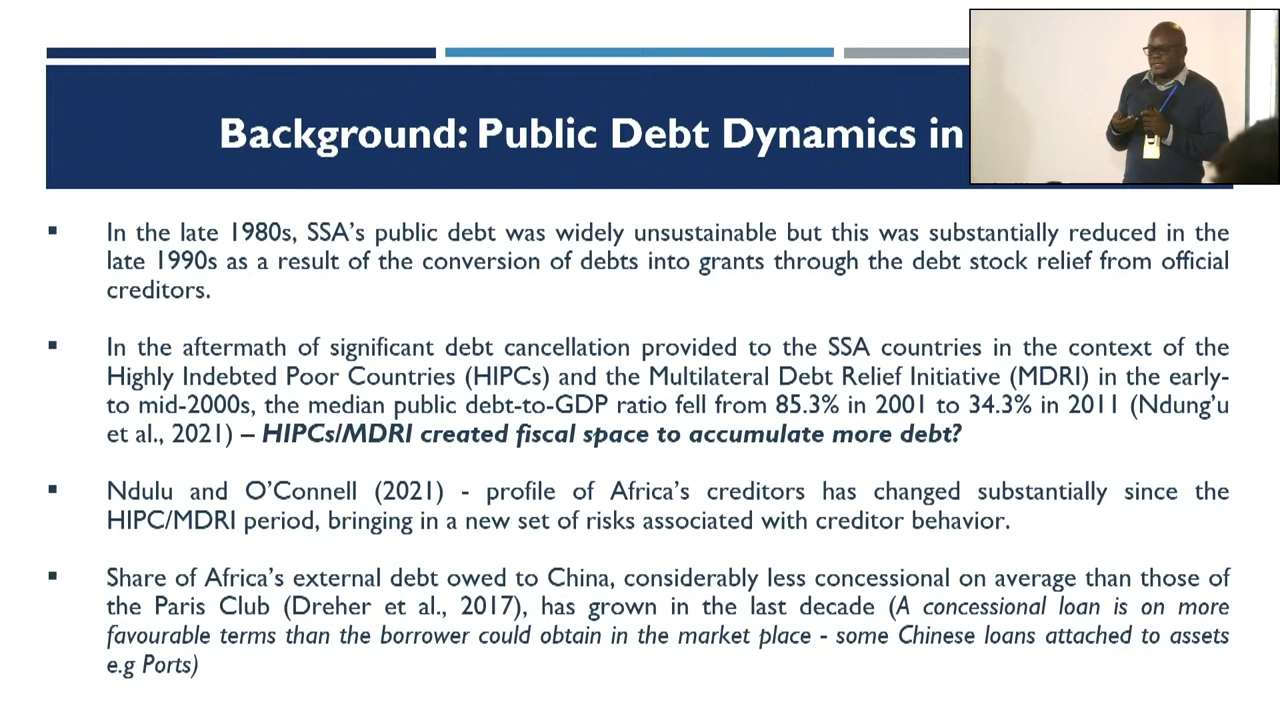 Background: Public Debt Dynamics in
▪ In the late 1980s, SSA's public debt was widely unsustainable but this was substantially reduced in the
late 1990s as a result of the conversion of debts into grants through the debt stock relief from official
creditors.
▪ In the aftermath of significant debt cancellation provided to the SSA countries in the context of the
Highly Indebted Poor Countries (HIPCs) and the Multilateral Debt Relief Initiative (MDRI) in the early-
to mid-2000s, the median public debt-to-GDP ratio fell from 85.3% in 2001 to 34.3% in 2011 (Ndung'u
et al., 2021) – HIPCs/MDRI created fiscal space to accumulate more debt?
▪ Ndulu and O'Connell (2021) - profile of Africa's creditors has changed substantially since the
HIPC/MDRI period, bringing in a new set of risks associated with creditor behavior.
▪ Share of Africa's external debt owed to China, considerably less concessional on average than those of
the Paris Club (Dreher et al., 2017), has grown in the last decade (A concessional loan is on more
favourable terms than the borrower could obtain in the market place - some Chinese loans attached to assets
e.g Ports)